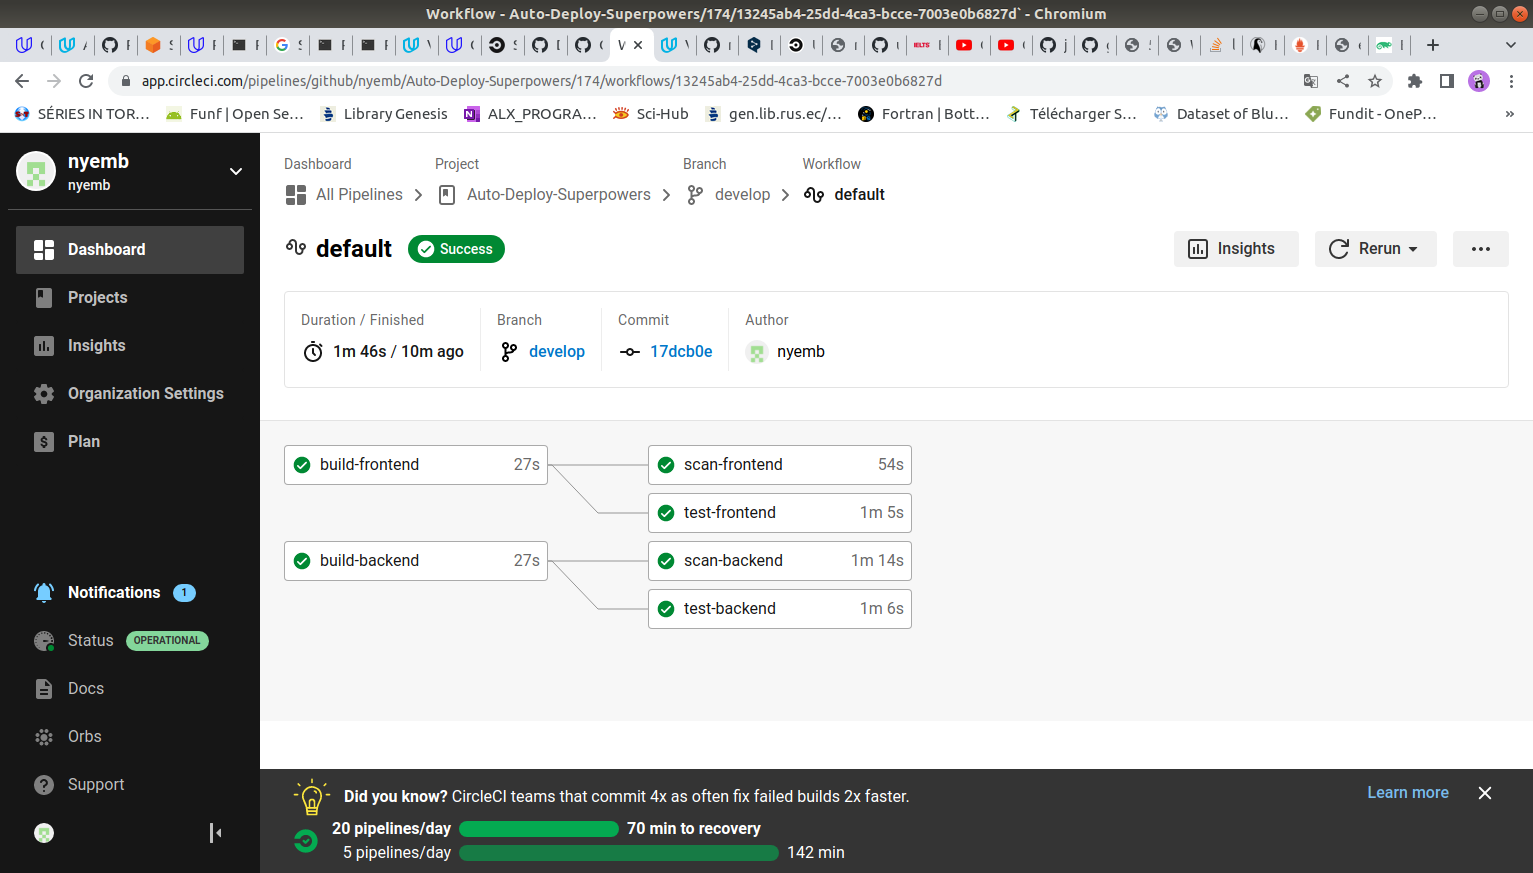 Workflow - Auto-Deploy-Superpowers/174/13245ab4-25dd-4ca3-bcce-7003e0b6827d` - Chromium
app.circleci.com/pipelines/github/nyemb/Auto-Deploy-Superpowers/174/workflows/13245ab4-25dd-4ca3-bcce-7003e0b6827d
SÉRIES IN TOR…
Funf | Open Se…
Library Genesis
ALX_PROGRA…
Sci-Hub
gen.lib.rus.ec/…
Fortran | Bott…
Télécharger S…
Dataset of Blu…
Fundit - OneP…
»
nyemb
nyemb
Dashboard
Projects
Insights
Organization Settings
Plan
Notifications 1
Status OPERATIONAL
Docs
Orbs
Support
Dashboard Project Branch Workflow
All Pipelines Auto-Deploy-Superpowers develop default
default Success
Insights Rerun
Duration / Finished Branch Commit Author
1m 46s / 10m ago develop 17dcb0e nyemb
build-frontend 27s scan-frontend 54s
test-frontend 1m 5s
build-backend 27s scan-backend 1m 14s
test-backend 1m 6s
Did you know? CircleCI teams that commit 4x as often fix failed builds 2x faster. Learn more
20 pipelines/day 70 min to recovery
5 pipelines/day 142 min